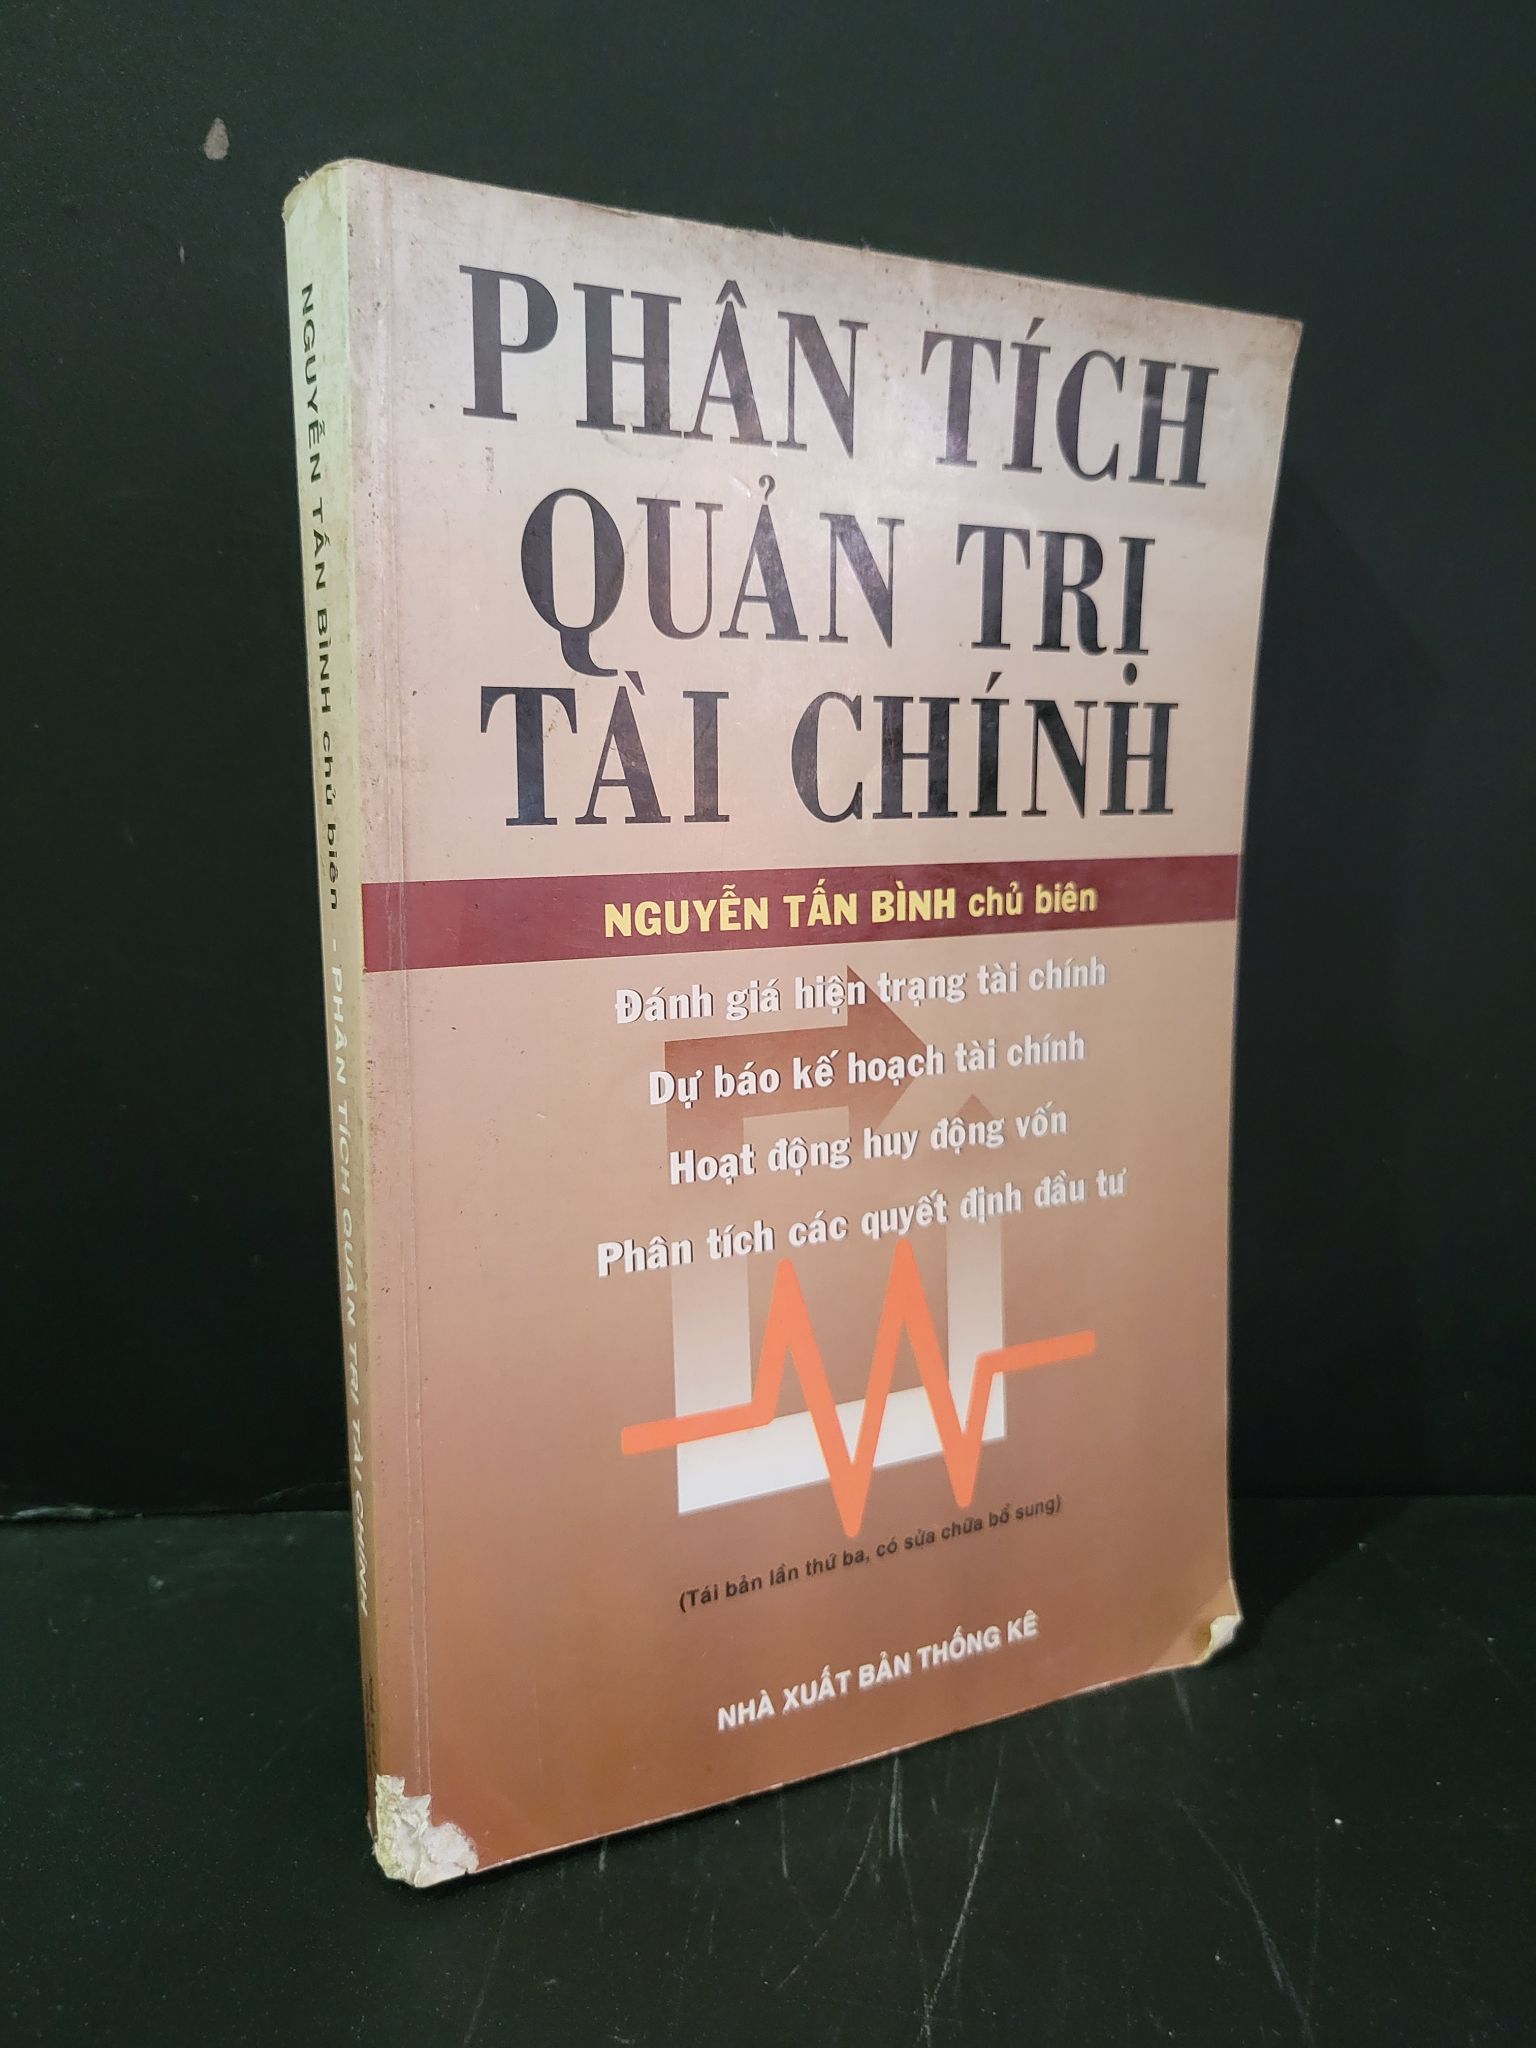 PHÂN TÍCH
QUẢN TRỊ
TÀI CHÍNH
NGUYỄN TẤN BÌNH chủ biên
Đánh giá hiện trạng tài chính
Dự báo kế hoạch tài chính
Hoạt động huy động vốn
Phân tích các quyết định đầu tư
(Tái bản lần thứ ba, có sửa chữa bổ sung)
NHÀ XUẤT BẢN THỐNG KÊ
NGUYỄN TẤN BÌNH chủ biên - PHÂN TÍCH QUẢN TRỊ TÀI CHÍNH